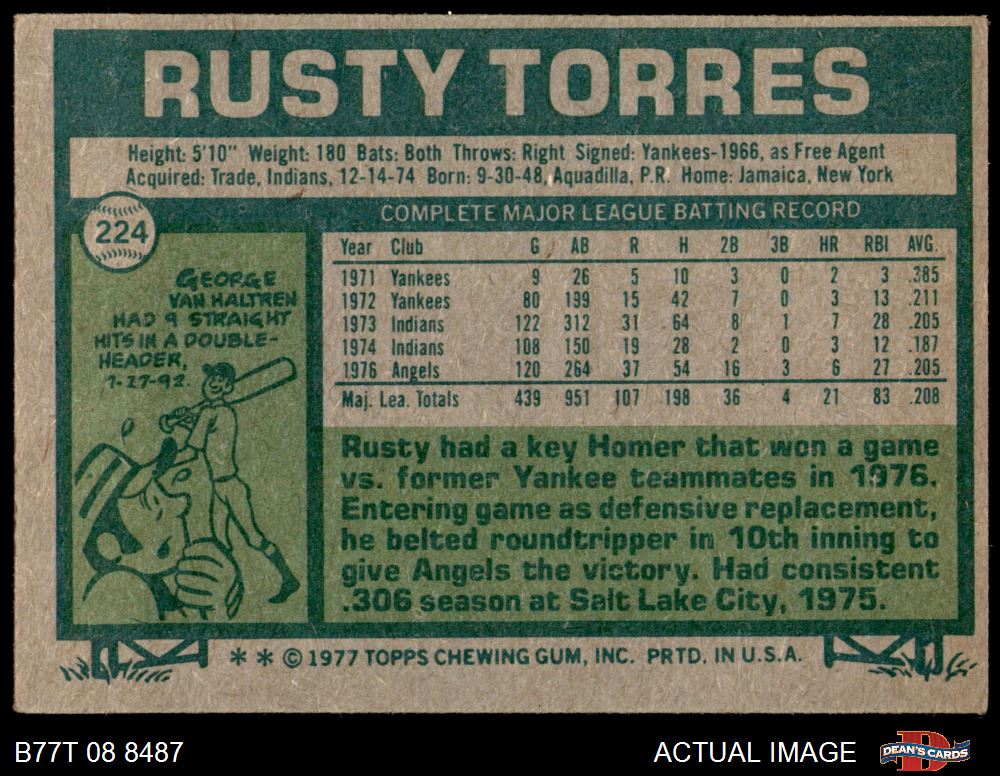 RUSTY TORRES
Height: 5'10" Weight: 180 Bats: Both Throws: Right Signed: Yankees-1966, as Free Agent
Acquired: Trade, Indians, 12-14-74 Born: 9-30-48, Aquadilla, P.R. Home: Jamaica, New York
224
GEORGE
VAN HALTREN
HAD 9 STRAIGHT
HITS IN A DOUBLE-
HEADER,
7-27-92.
COMPLETE MAJOR LEAGUE BATTING RECORD
Year Club G AB R H 2B 3B HR RBI AVG.
1971 Yankees 9 26 5 10 3 0 2 3 .385
1972 Yankees 80 199 15 42 7 0 3 13 .211
1973 Indians 122 312 31 64 8 1 7 28 .205
1974 Indians 108 150 19 28 2 0 3 12 .187
1976 Angels 120 264 37 54 16 3 6 27 .205
Maj. Lea. Totals 439 951 107 198 36 4 21 83 .208
Rusty had a key Homer that won a game
vs. former Yankee teammates in 1976.
Entering game as defensive replacement,
he belted roundtripper in 10th inning to
give Angels the victory. Had consistent
.306 season at Salt Lake City, 1975.
* * © 1977 TOPPS CHEWING GUM, INC. PRTD. IN U.S.A.
B77T 08 8487
ACTUAL IMAGE
D
DEAN'S CARDS